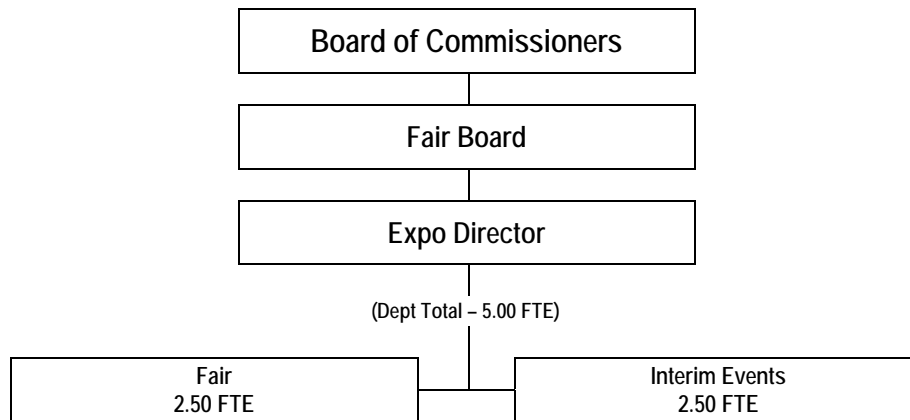 Board of Commissioners
Fair Board
Expo Director
(Dept Total – 5.00 FTE)
Fair
2.50 FTE
Interim Events
2.50 FTE